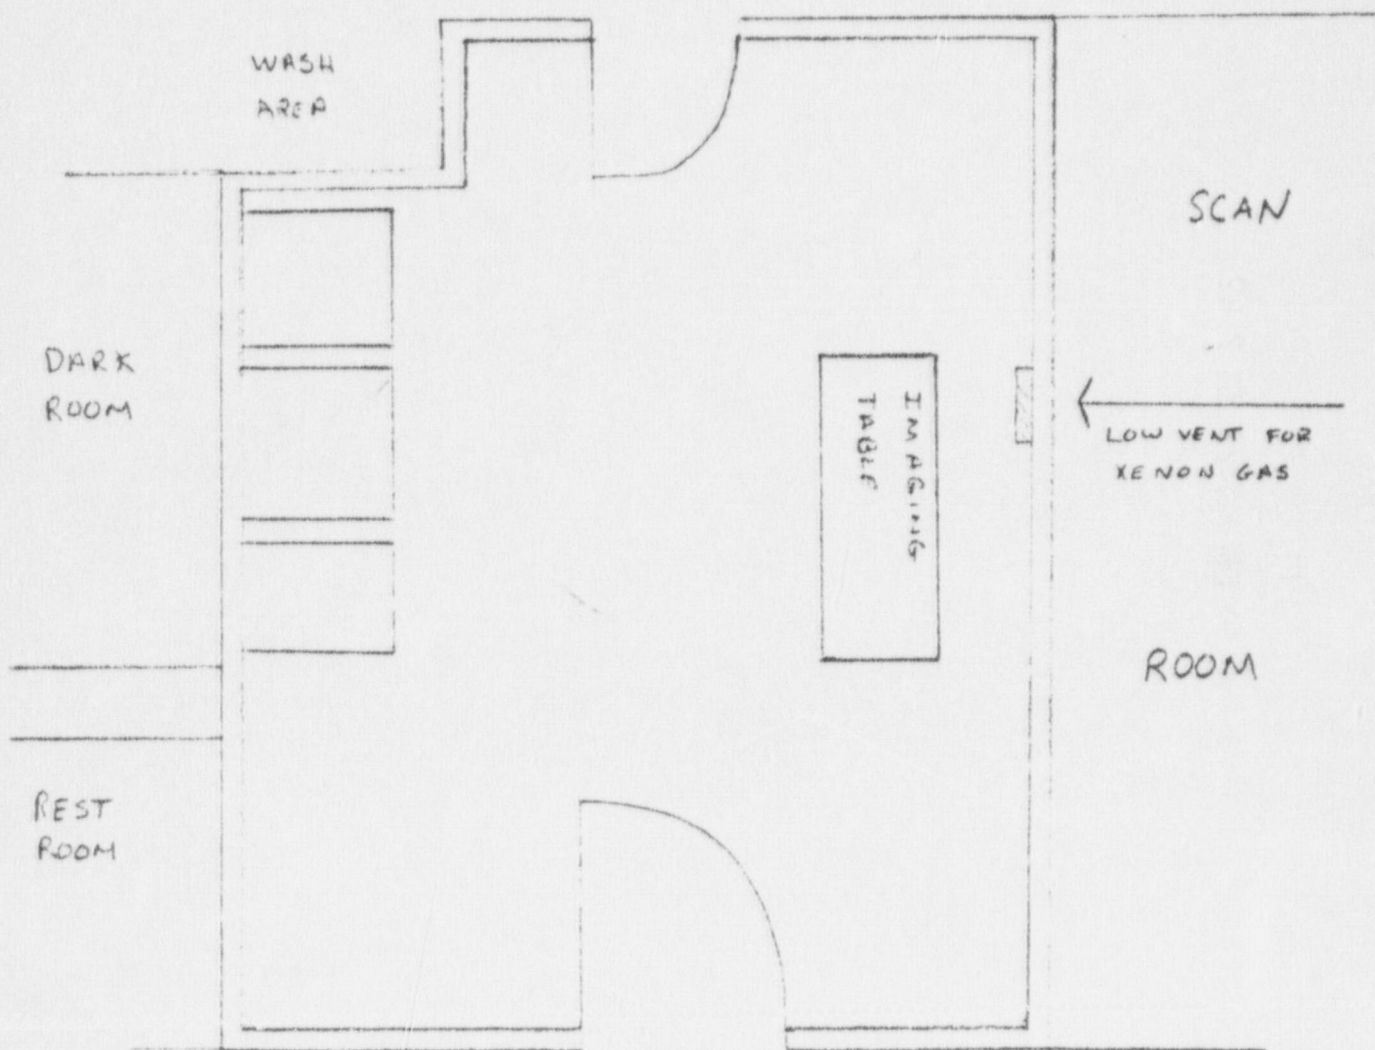 WASH
AREA
SCAN
DARK
ROOM
IMAGING
TABLE
LOW VENT FOR
XENON GAS
ROOM
REST
ROOM